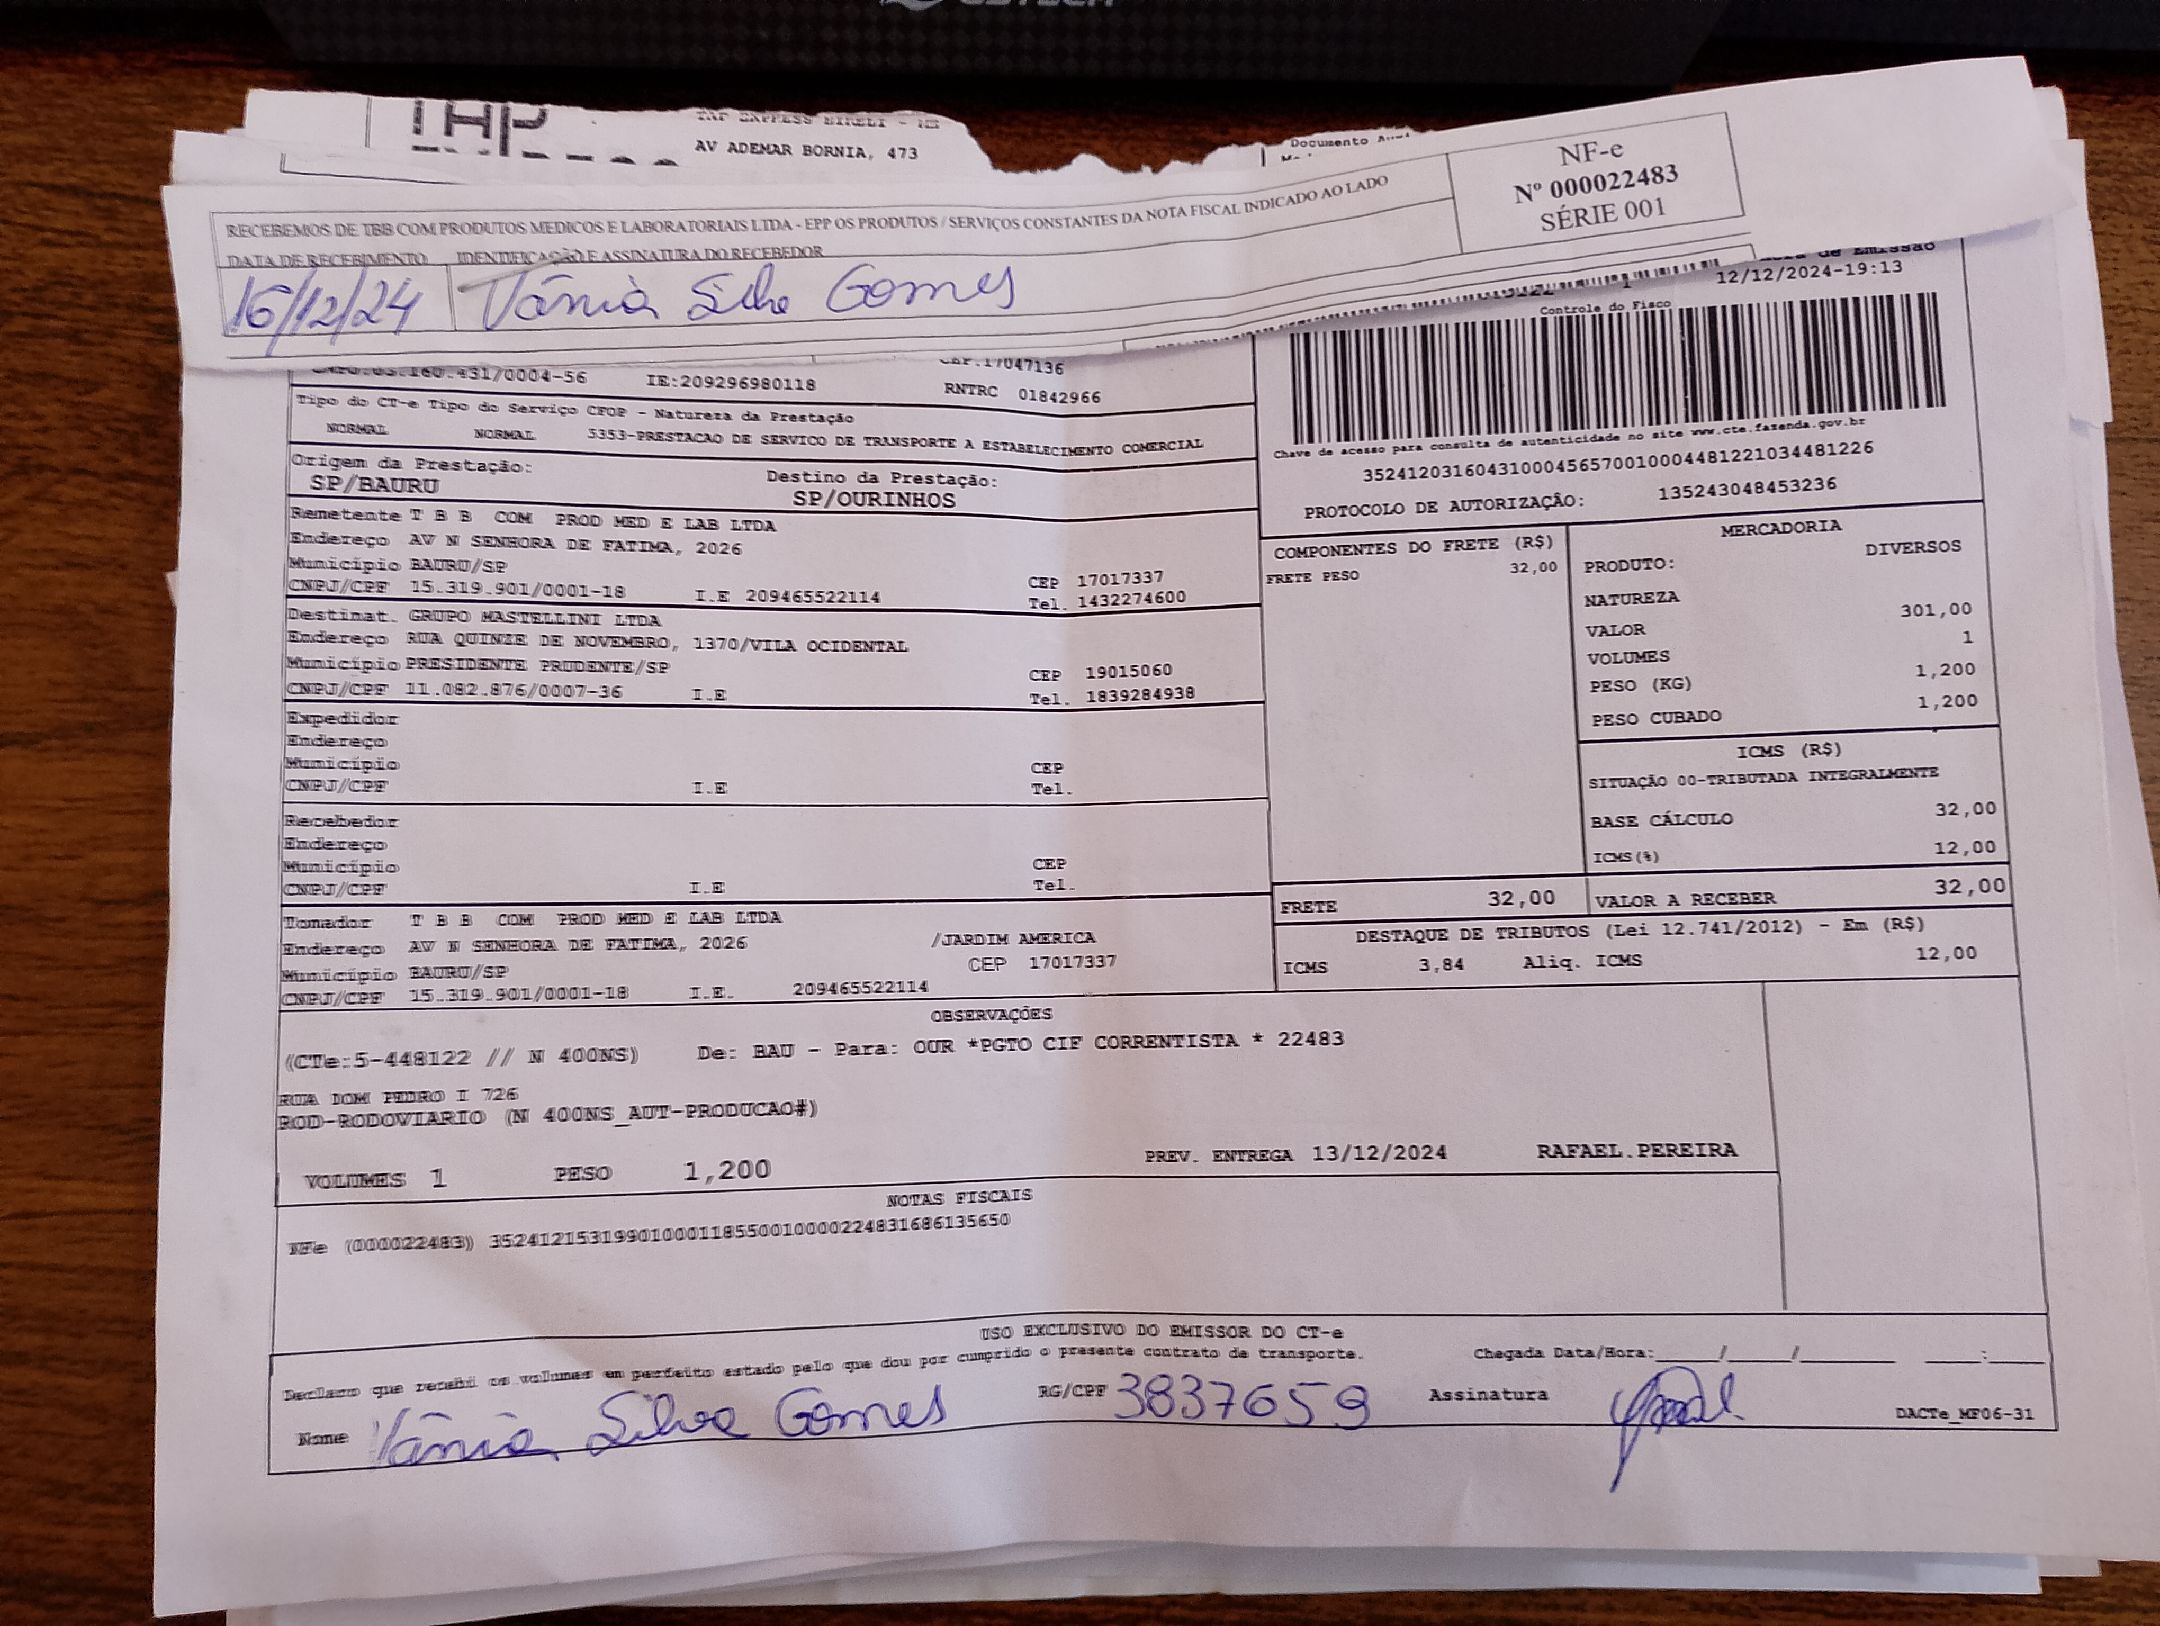 AV ADEMAR BORNIA, 473
Documento
RECEBEMOS DE TBB COM PRODUTOS MEDICOS E LABORATORIAIS LTDA - EPP OS PRODUTOS / SERVIÇOS CONSTANTES DA NOTA FISCAL INDICADO AO LADO
NF-e
Nº 000022483
SÉRIE 001
DATA DE RECEBIMENTO IDENTIFICAÇÃO E ASSINATURA DO RECEBEDOR
16/12/24 Vânia Silva Gomes
de Emissão
12/12/2024-19:13
Controle do Fisco
CEP.17047136
/0004-56 IE:209296980118 RNTRC 01842966
Tipo do CT-e Tipo do Serviço CFOP - Natureza da Prestação
NORMAL NORMAL 5353-PRESTACAO DE SERVICO DE TRANSPORTE A ESTABELECIMENTO COMERCIAL
Chave de acesso para consulta de autenticidade no site www.cte.fazenda.gov.br
35241203160431000456570010004481221034481226
PROTOCOLO DE AUTORIZAÇÃO: 135243048453236
Origem da Prestação: Destino da Prestação:
SP/BAURU SP/OURINHOS
Remetente T B B COM PROD MED E LAB LTDA
Endereço AV N SENHORA DE FATIMA, 2026
Município BAURU/SP CEP 17017337
CNPJ/CPF 15.319.901/0001-18 I.E 209465522114 Tel. 1432274600
Destinat. GRUPO MASTELLINI LTDA
Endereço RUA QUINZE DE NOVEMBRO, 1370/VILA OCIDENTAL
Município PRESIDENTE PRUDENTE/SP CEP 19015060
CNPJ/CPF 11.082.876/0007-36 I.E Tel. 1839284938
Expedidor
Endereço
Município CEP
CNPJ/CPF I.E Tel.
Recebedor
Endereço
Município CEP
CNPJ/CPF I.E Tel.
Tomador T B B COM PROD MED E LAB LTDA
Endereço AV N SENHORA DE FATIMA, 2026 /JARDIM AMERICA
Município BAURU/SP CEP 17017337
CNPJ/CPF 15.319.901/0001-18 I.E. 209465522114
COMPONENTES DO FRETE (R$)
FRETE PESO 32,00
MERCADORIA
PRODUTO: DIVERSOS
NATUREZA
VALOR 301,00
VOLUMES 1
PESO (KG) 1,200
PESO CUBADO 1,200
ICMS (R$)
SITUAÇÃO 00-TRIBUTADA INTEGRALMENTE
BASE CÁLCULO 32,00
ICMS(%) 12,00
FRETE 32,00 VALOR A RECEBER 32,00
DESTAQUE DE TRIBUTOS (Lei 12.741/2012) - Em (R$)
ICMS 3,84 Aliq. ICMS 12,00
OBSERVAÇÕES
(CTe:5-448122 // N 400NS) De: BAU - Para: OUR *PGTO CIF CORRENTISTA * 22483
RUA DOM PEDRO I 726
ROD-RODOVIARIO (N 400NS_AUT-PRODUCAO#)
VOLUMES 1 PESO 1,200 PREV. ENTREGA 13/12/2024 RAFAEL.PEREIRA
NOTAS FISCAIS
NFe (000022483) 35241215319901000118550010000224831686135650
USO EXCLUSIVO DO EMISSOR DO CT-e
Declaro que recebi os volumes em perfeito estado pelo que dou por cumprido o presente contrato de transporte. Chegada Data/Hora:____/____/________ ____:____
Nome Vânia Silva Gomes RG/CPF 3837659 Assinatura
DACTe_MF06-31